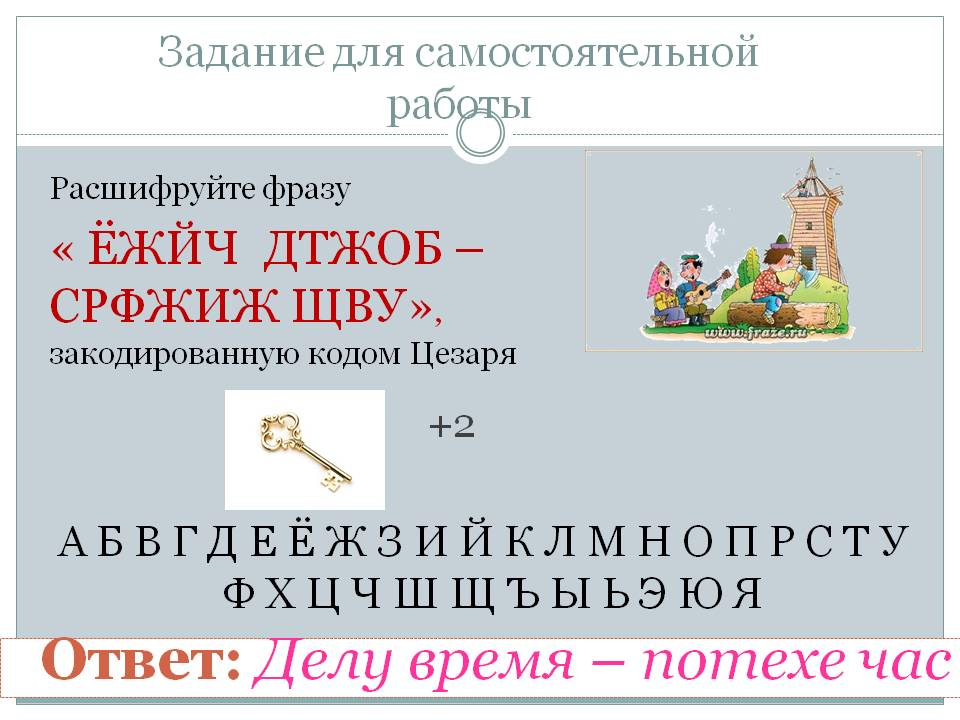 Задание для самостоятельной
работы
Расшифруйте фразу
« ЁЖЙЧ ДТЖОБ –
СРФЖИЖ ЩВУ»,
закодированную кодом Цезаря
www.fraze.ru
+2
А Б В Г Д Е Ё Ж З И Й К Л М Н О П Р С Т У
Ф Х Ц Ч Ш Щ Ъ Ы Ь Э Ю Я
Ответ: Делу время – потехе час